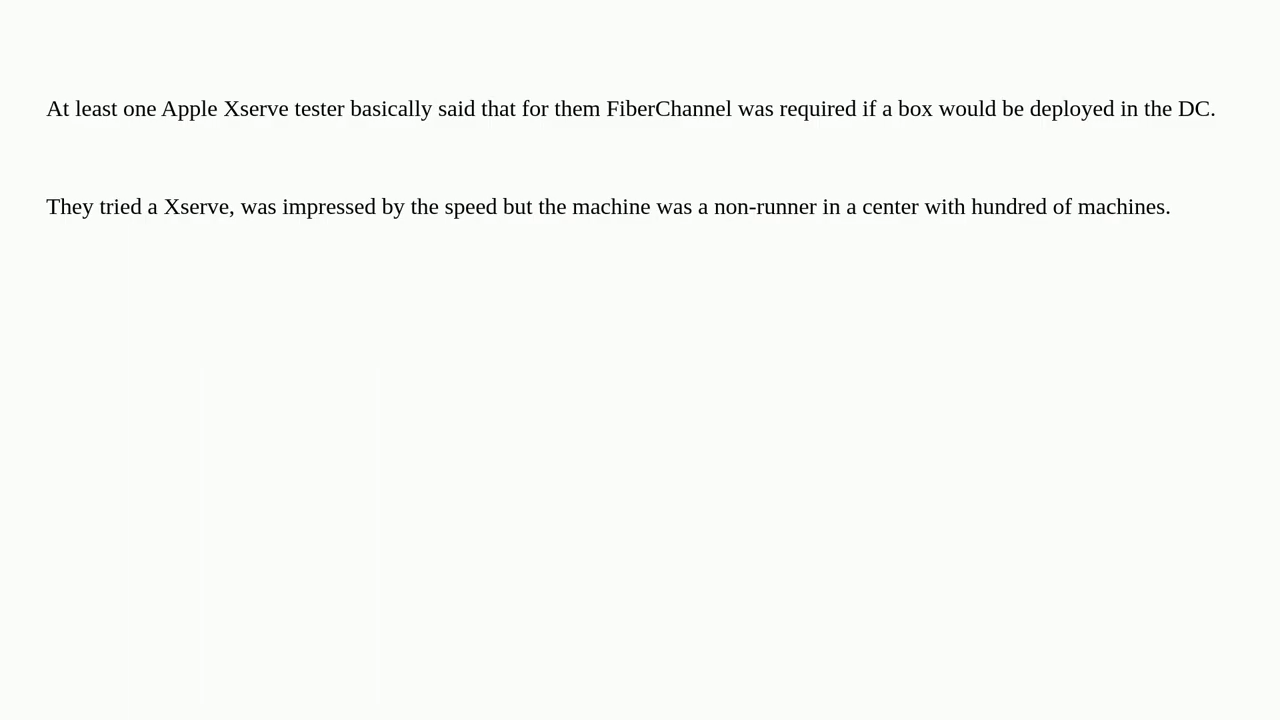 At least one Apple Xserve tester basically said that for them FiberChannel was required if a box would be deployed in the DC.
They tried a Xserve, was impressed by the speed but the machine was a non-runner in a center with hundred of machines.